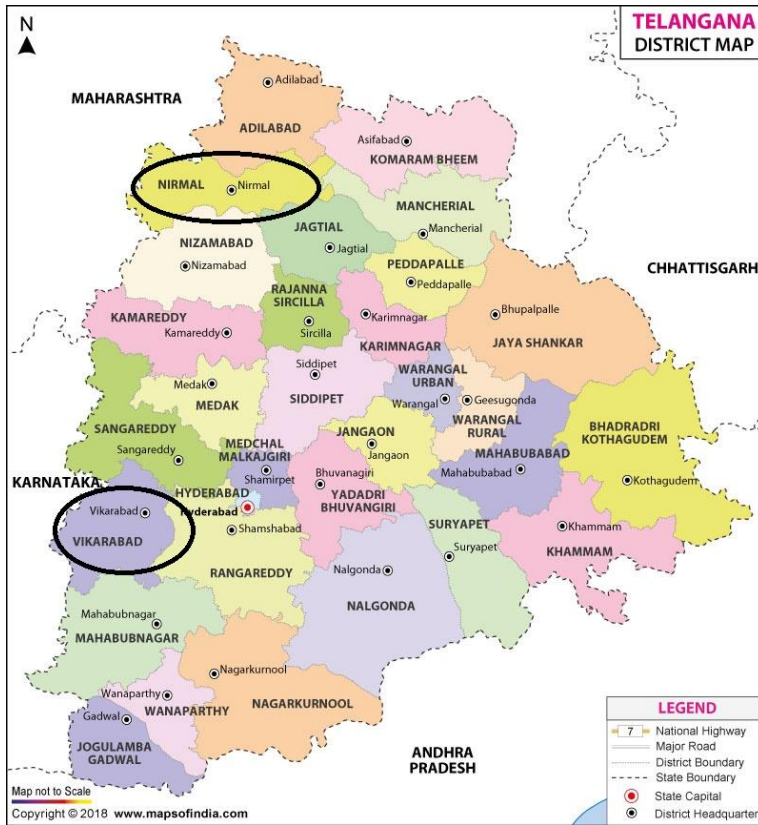 N
TELANGANA
DISTRICT MAP
MAHARASHTRA
Adilabad
ADILABAD
Asifabad
KOMARAM BHEEM
NIRMAL
Nirmal
MANCHERIAL
Mancherial
JAGTIAL
Jagtial
NIZAMABAD
Nizamabad
PEDDAPALLE
Peddapalle
CHHATTISGARH
RAJANNA
SIRCILLA
Sircilla
KAMAREDDY
Kamareddy
Karimnagar
KARIMNAGAR
Bhupalpalle
JAYA SHANKAR
Siddipet
SIDDIPET
Medak
MEDAK
WARANGAL
URBAN
Warangal
Geesugonda
WARANGAL
RURAL
BHADRADRI
KOTHAGUDEM
Kothagudem
SANGAREDDY
Sangareddy
JANGAON
Jangaon
MAHABUBABAD
Mahabubabad
MEDCHAL
MALKAJGIRI
Shamirpet
KARNATAKA
HYDERABAD
Hyderabad
Bhuvanagiri
YADADRI
BHUVANGIRI
Vikarabad
VIKARABAD
Shamshabad
RANGAREDDY
SURYAPET
Suryapet
Khammam
KHAMMAM
Nalgonda
NALGONDA
Mahabubnagar
MAHABUBNAGAR
Nagarkurnool
NAGARKURNOOL
Wanaparthy
WANAPARTHY
Gadwal
JOGULAMBA
GADWAL
ANDHRA
PRADESH
LEGEND
7 National Highway
Major Road
District Boundary
State Boundary
State Capital
District Headquarter
Map not to Scale
Copyright © 2018 www.mapsofindia.com